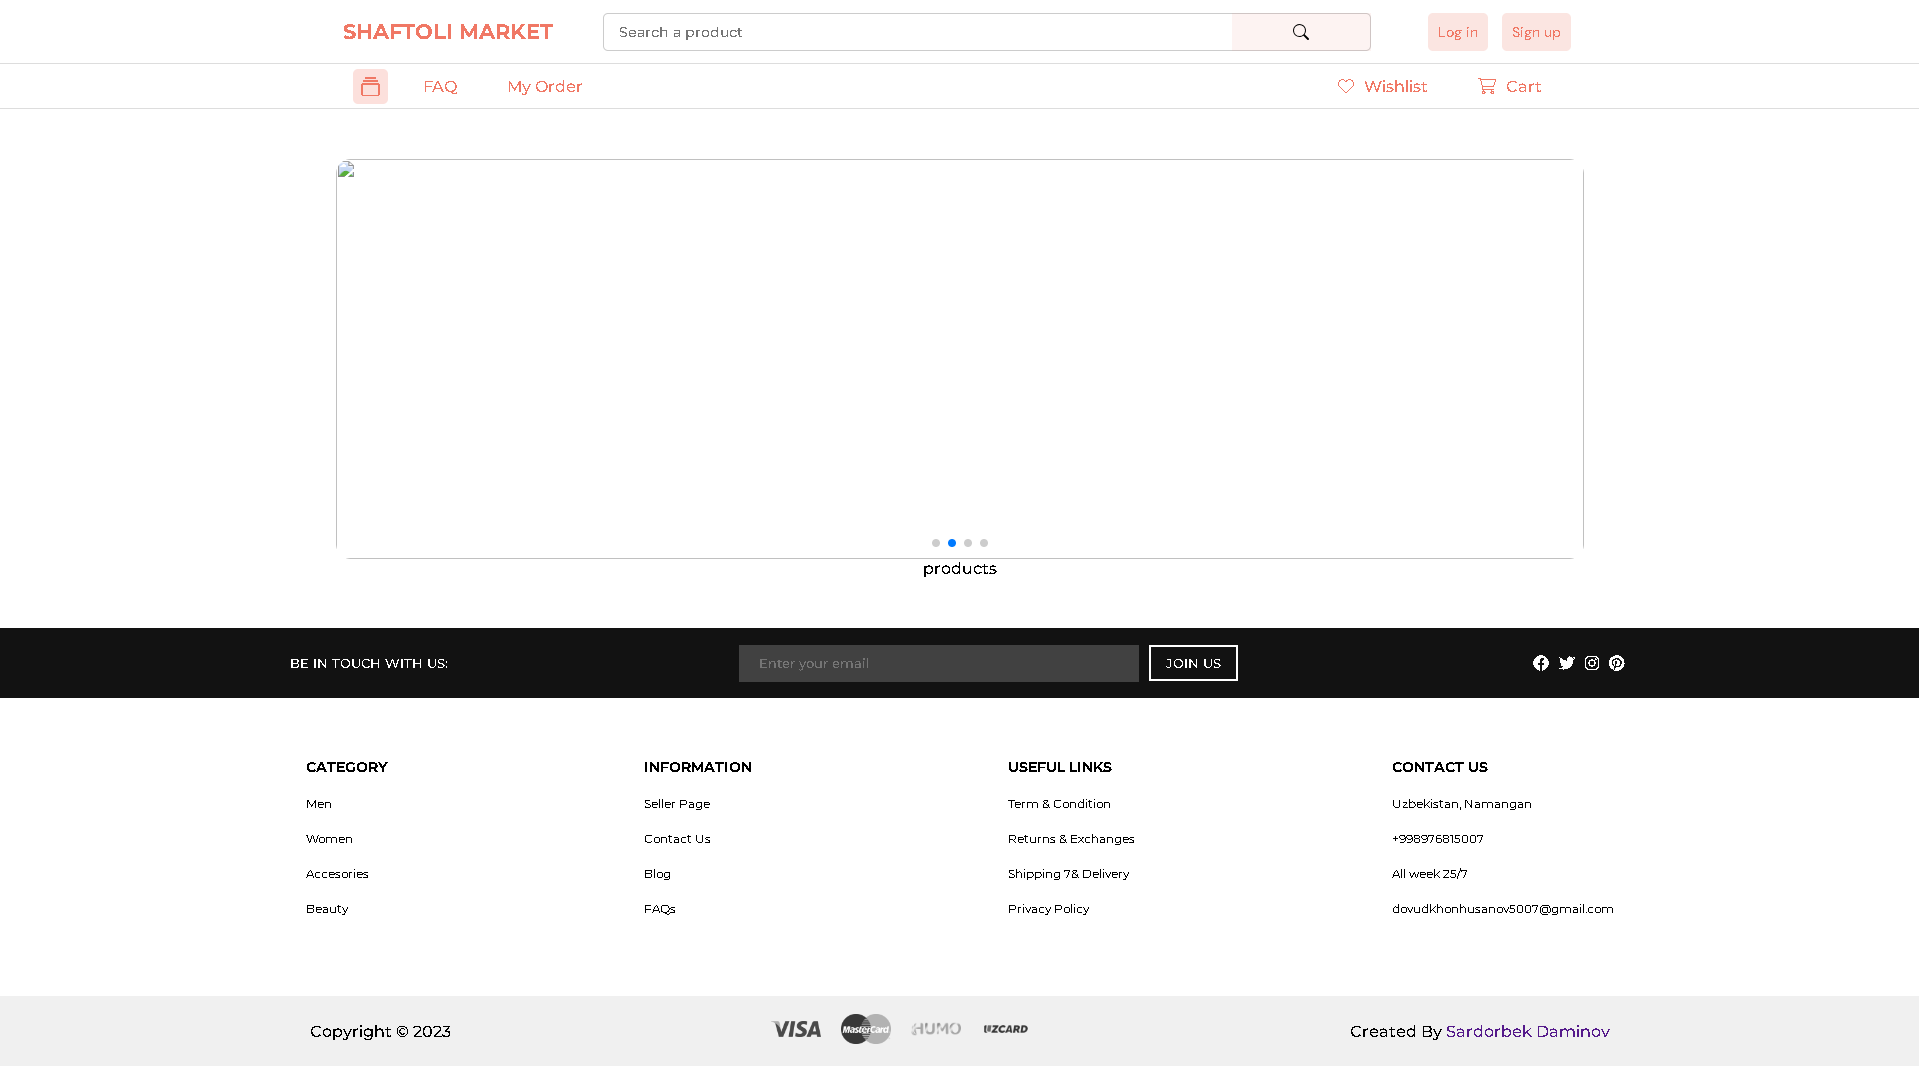 SHAFTOLI MARKET
Search a product
Log in
Sign up
FAQ
My Order
Wishlist
Cart
products
BE IN TOUCH WITH US:
Enter your email
JOIN US
CATEGORY
Men
Women
Accesories
Beauty
INFORMATION
Seller Page
Contact Us
Blog
FAQs
USEFUL LINKS
Term & Condition
Returns & Exchanges
Shipping 7& Delivery
Privacy Policy
CONTACT US
Uzbekistan, Namangan
+998976815007
All week 25/7
dovudkhonhusanov5007@gmail.com
Copyright © 2023
VISA
MasterCard
HUMO
UZCARD
Created By Sardorbek Daminov